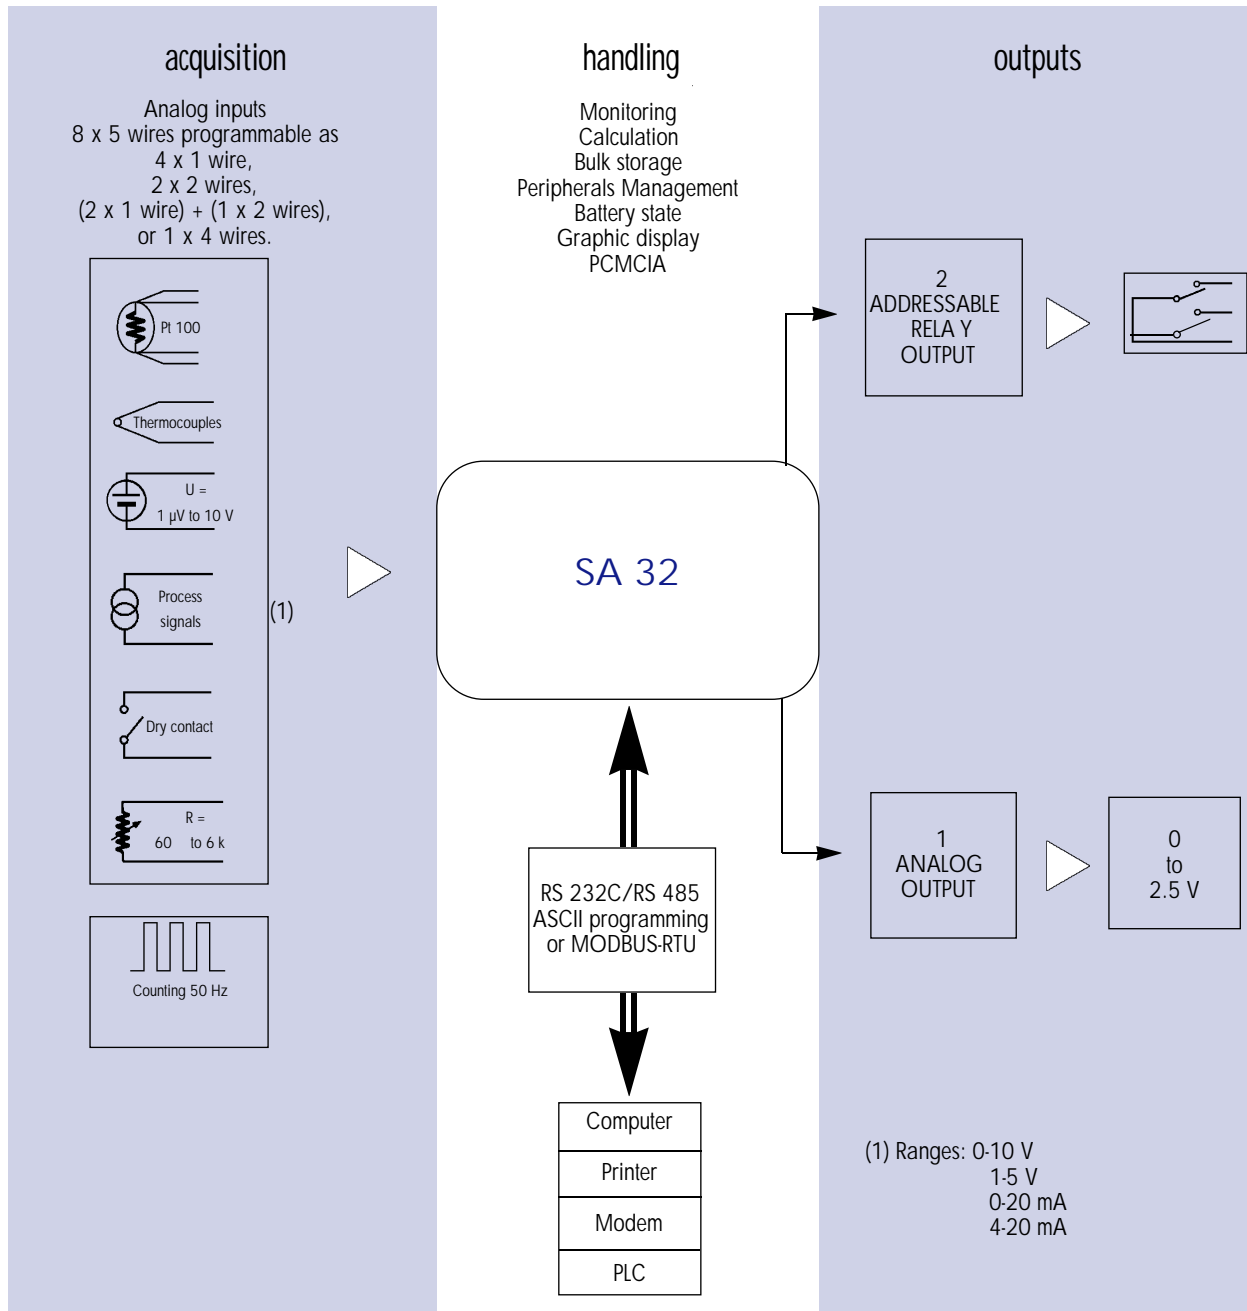 acquisition
Analog inputs
8 x 5 wires programmable as
4 x 1 wire,
2 x 2 wires,
(2 x 1 wire) + (1 x 2 wires),
or 1 x 4 wires.
Pt 100
Thermocouples
U =
1 µV to 10 V
Process
signals
(1)
Dry contact
R =
60 to 6 k
Counting 50 Hz
handling
Monitoring
Calculation
Bulk storage
Peripherals Management
Battery state
Graphic display
PCMCIA
SA 32
RS 232C/RS 485
ASCII programming
or MODBUS-RTU
Computer
Printer
Modem
PLC
outputs
2
ADDRESSABLE
RELA Y
OUTPUT
1
ANALOG
OUTPUT
0
to
2.5 V
(1) Ranges: 0-10 V
1-5 V
0-20 mA
4-20 mA